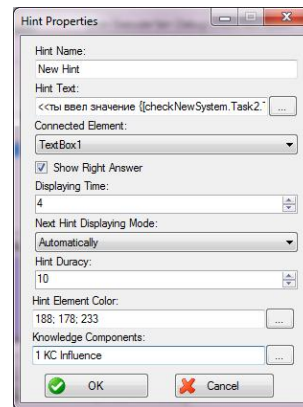 Hint Properties
Hint Name:
New Hint
Hint Text:
<<ты ввел значение {[checkNewSystem.Task2.
...
Connected Element:
TextBox1
Show Right Answer
Displaying Time:
4
Next Hint Displaying Mode:
Automatically
Hint Duracy:
10
Hint Element Color:
188; 178; 233
...
Knowledge Components:
1 KC Influence
...
OK
Cancel